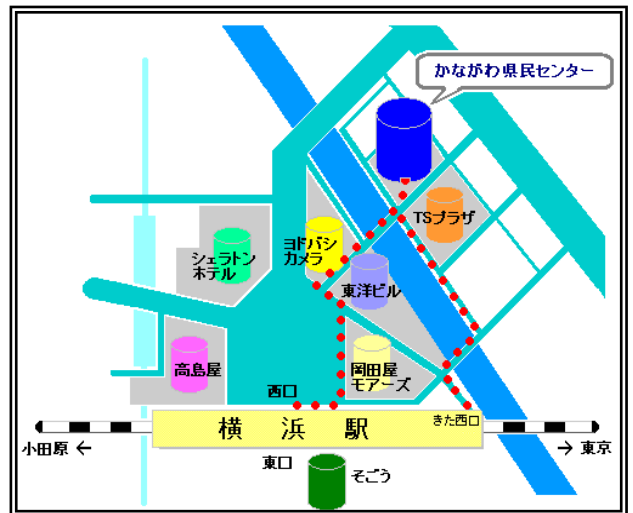 かながわ県民センター
TSプラザ
ヨドバシ
カメラ
シェラトン
ホテル
東洋ビル
高島屋
岡田屋
モアーズ
西口
きた西口
横浜駅
小田原 ←
→ 東京
東口
そごう